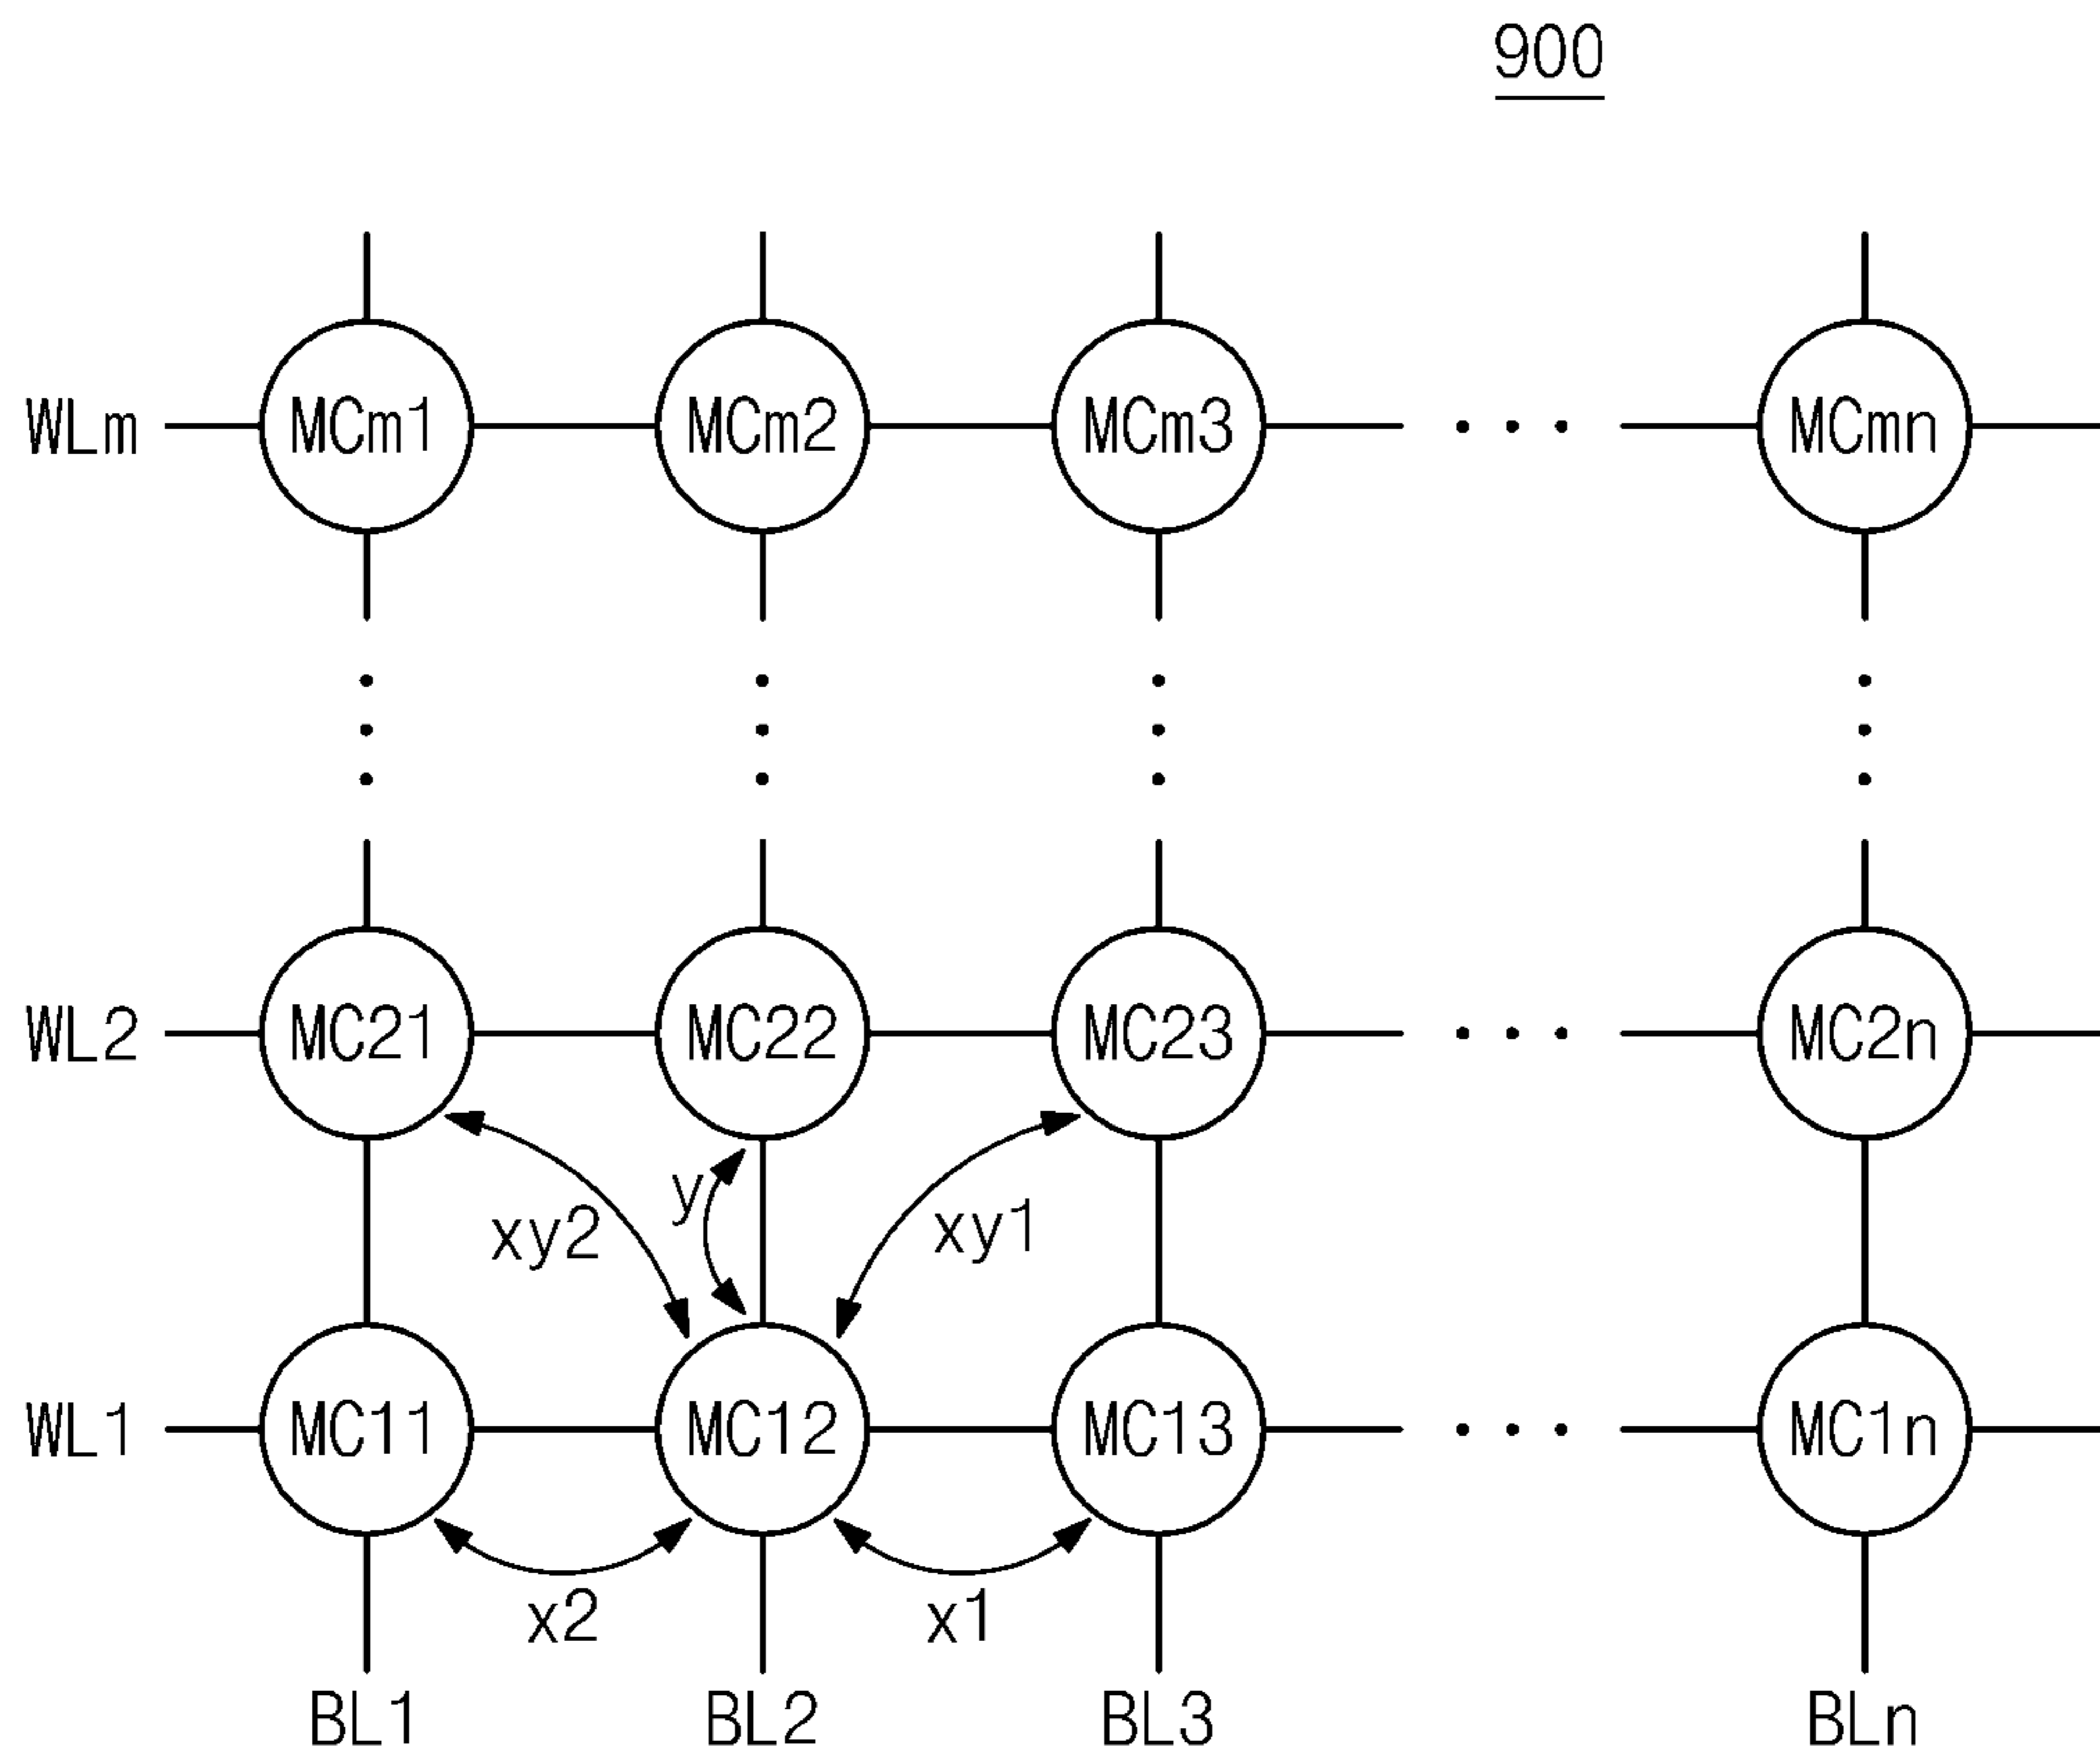 900
WLm MCm1 MCm2 MCm3 MCmn
WL2 MC21 MC22 MC23 MC2n
xy2 y xy1
WL1 MC11 MC12 MC13 MC1n
x2 x1
BL1 BL2 BL3 BLn